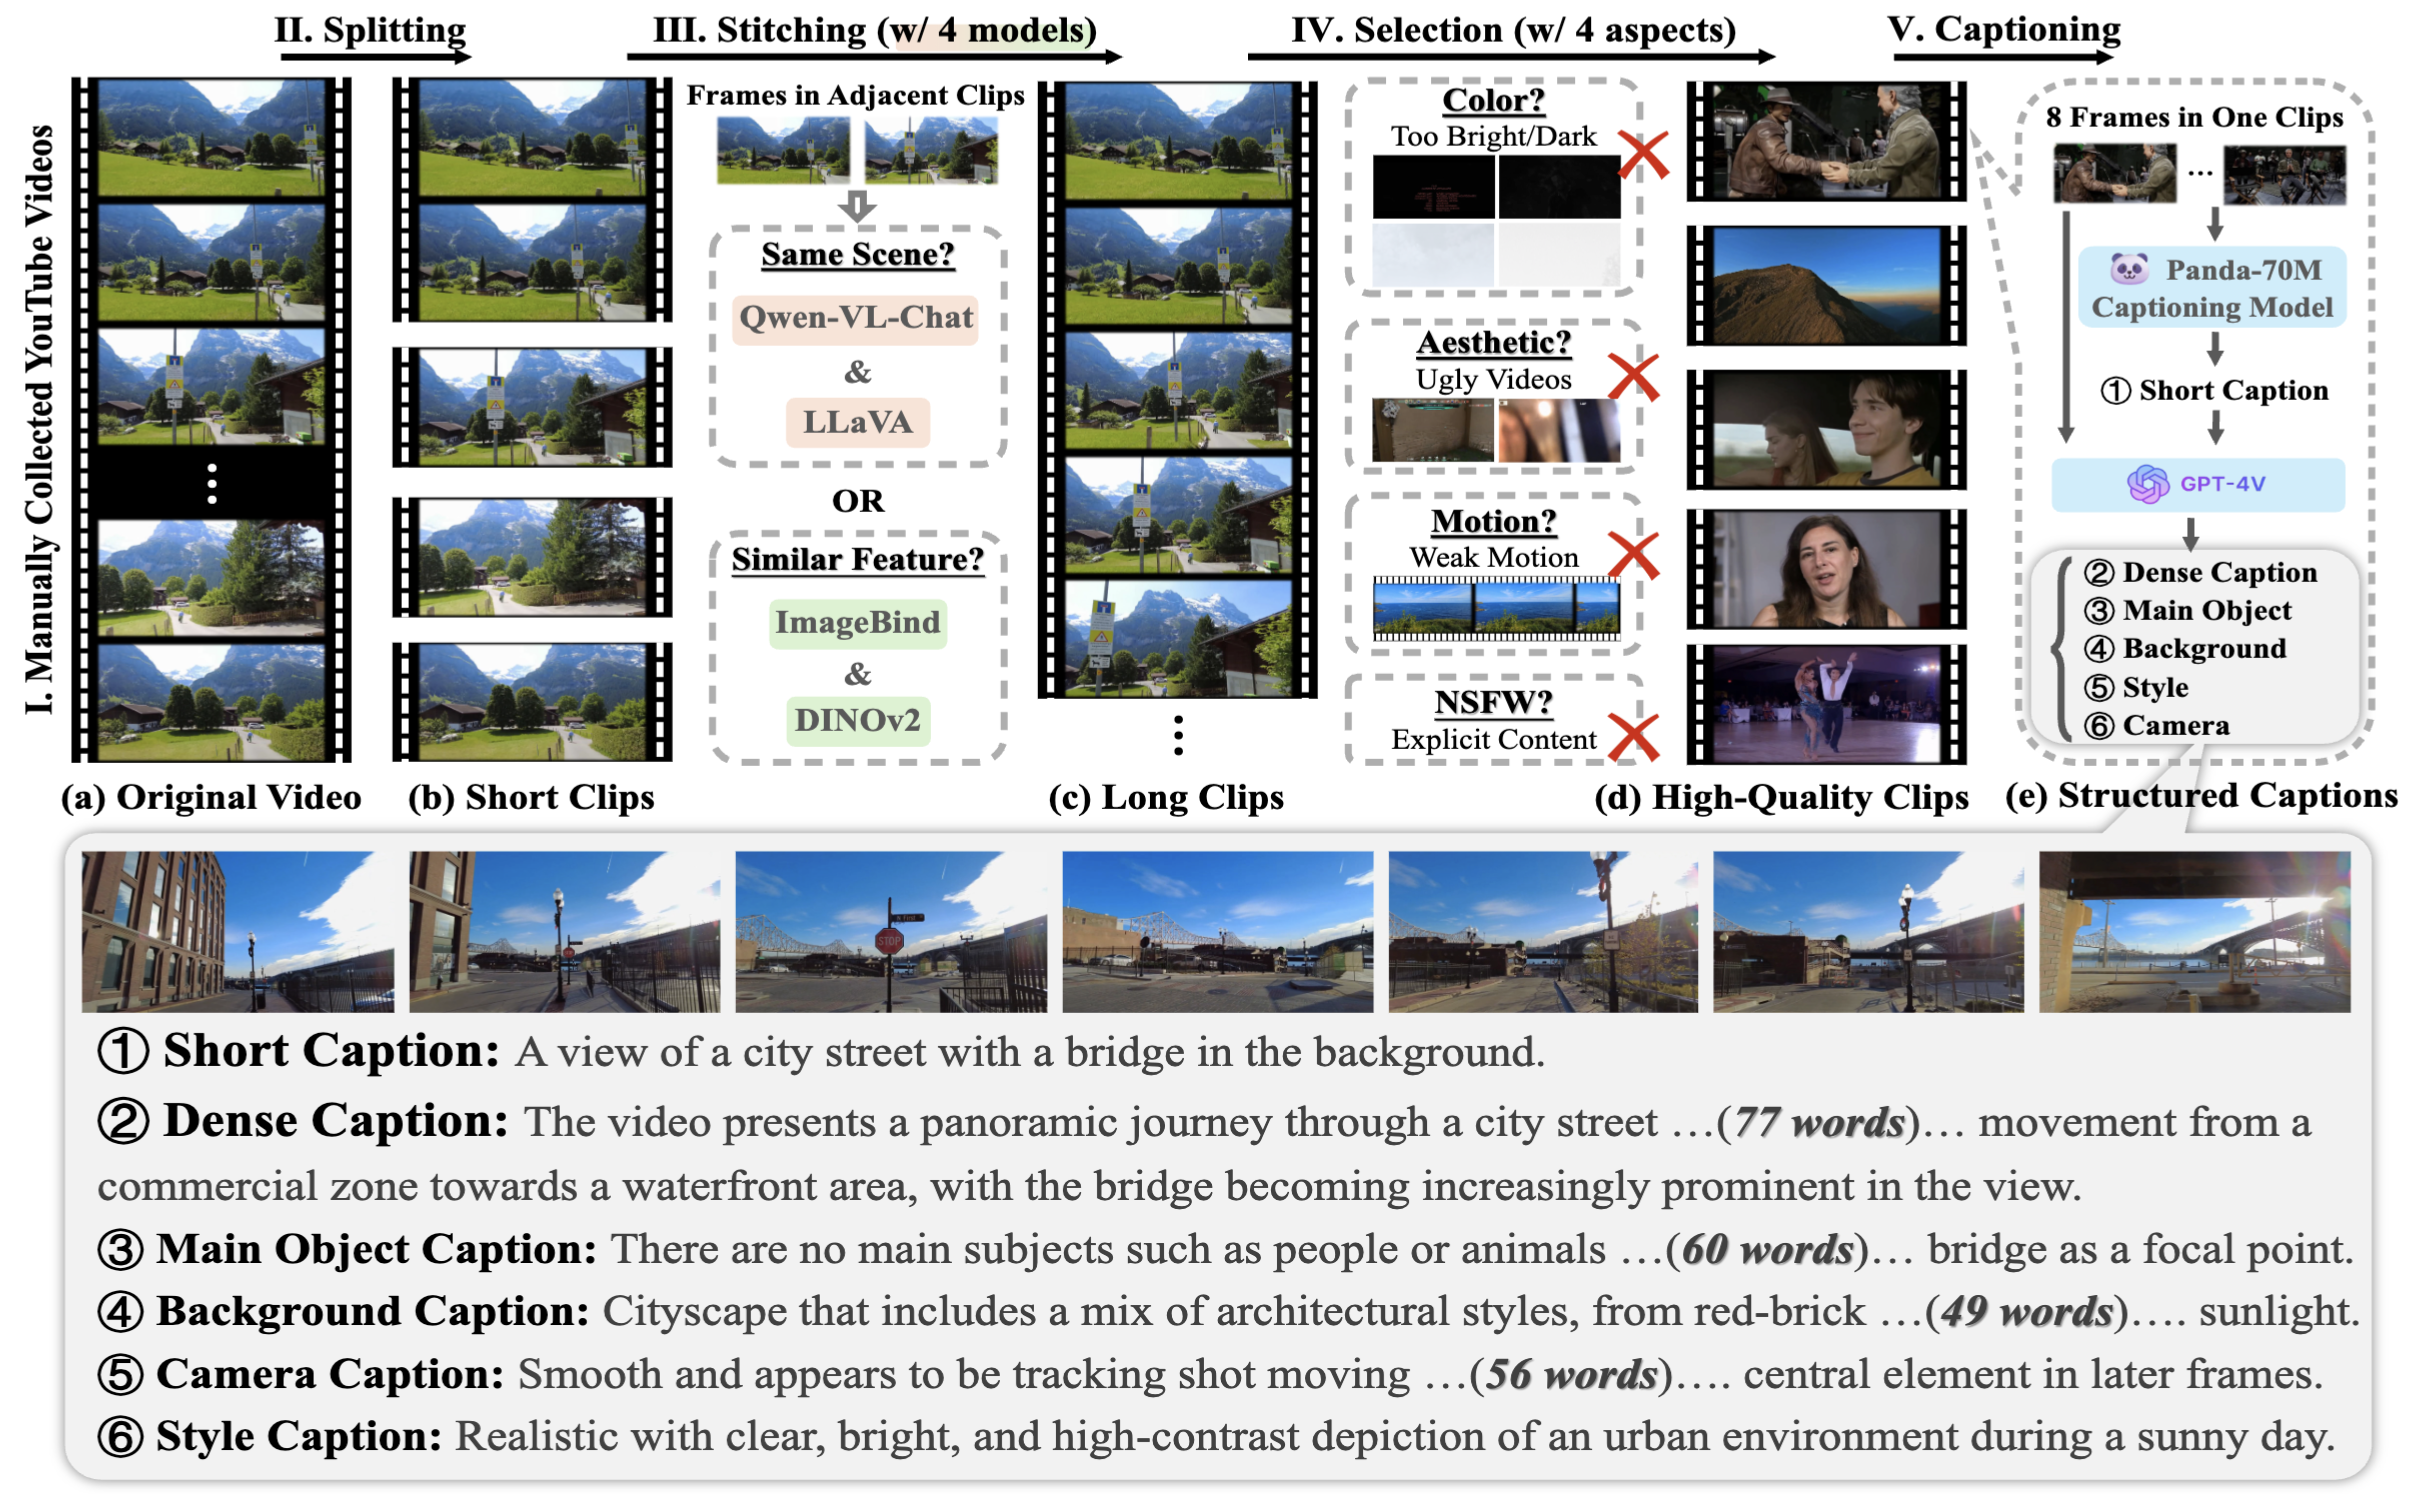 II. Splitting
III. Stitching (w/ 4 models)
IV. Selection (w/ 4 aspects)
V. Captioning
I. Manually Collected YouTube Videos
Frames in Adjacent Clips
Same Scene?
Qwen-VL-Chat
&
LLaVA
OR
Similar Feature?
ImageBind
&
DINOv2
Color?
Too Bright/Dark
Aesthetic?
Ugly Videos
Motion?
Weak Motion
NSFW?
Explicit Content
8 Frames in One Clips
...
Panda-70M
Captioning Model
① Short Caption
GPT-4V
② Dense Caption
③ Main Object
④ Background
⑤ Style
⑥ Camera
(a) Original Video
(b) Short Clips
(c) Long Clips
(d) High-Quality Clips
(e) Structured Captions
STOP
① Short Caption: A view of a city street with a bridge in the background.
② Dense Caption: The video presents a panoramic journey through a city street …(77 words)… movement from a
commercial zone towards a waterfront area, with the bridge becoming increasingly prominent in the view.
③ Main Object Caption: There are no main subjects such as people or animals …(60 words)… bridge as a focal point.
④ Background Caption: Cityscape that includes a mix of architectural styles, from red-brick …(49 words)…. sunlight.
⑤ Camera Caption: Smooth and appears to be tracking shot moving …(56 words)…. central element in later frames.
⑥ Style Caption: Realistic with clear, bright, and high-contrast depiction of an urban environment during a sunny day.